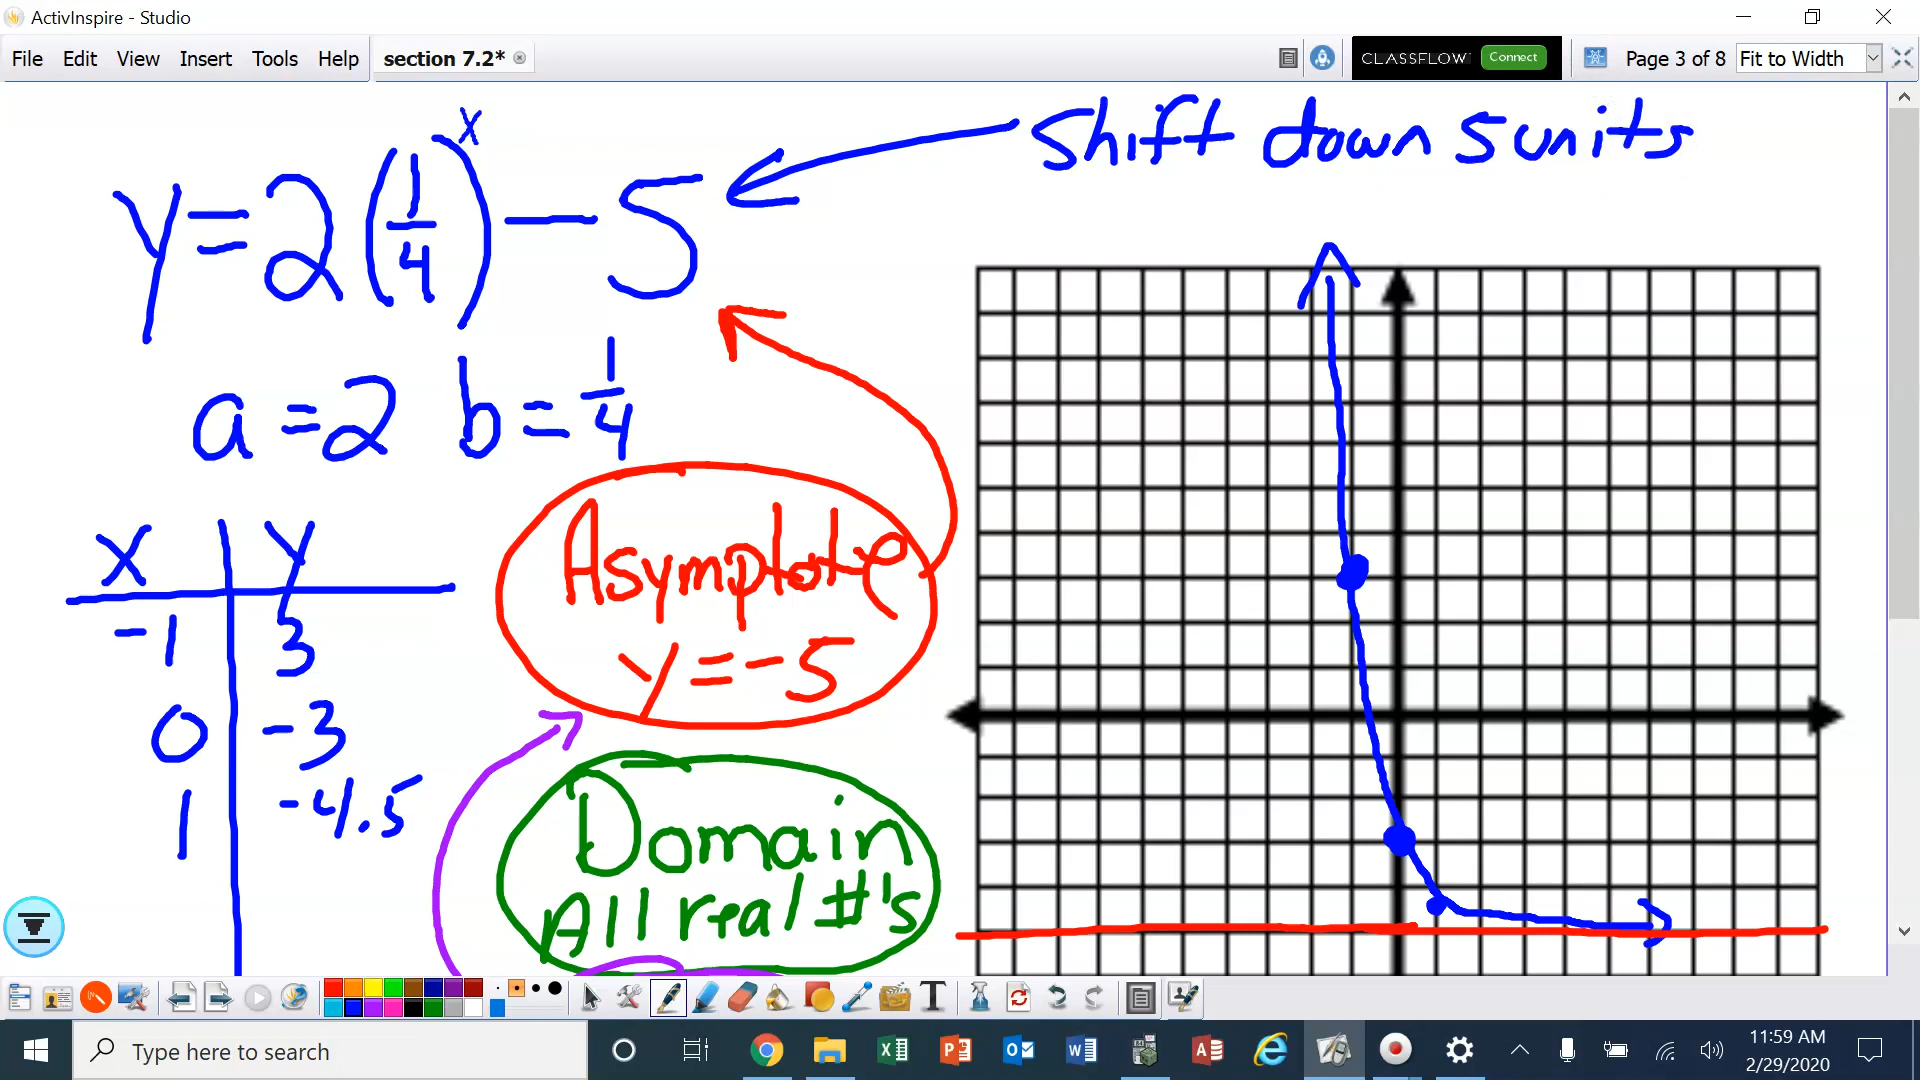 ActivInspire - Studio
File Edit View Insert Tools Help section 7.2*
CLASSFLOW Connect Page 3 of 8 Fit to Width
Shift down 5 units
y = 2(1/4)^x - 5
a = 2 b = 1/4
Asymptote
y = -5
x y
-1 3
0 -3
1 -4.5
Domain
All real #'s
Type here to search
11:59 AM
2/29/2020